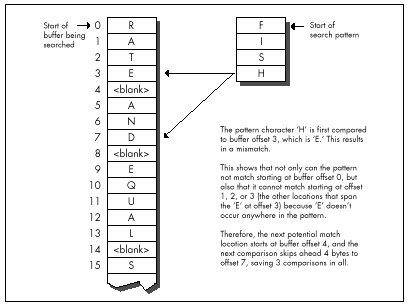 Start of
buffer being
searched
0 R
1 A
2 T
3 E
4 <blank>
5 A
6 N
7 D
8 <blank>
9 E
10 Q
11 U
12 A
13 L
14 <blank>
15 S
F
I
S
H
Start of
search pattern
The pattern character 'H' is first compared
to buffer offset 3, which is 'E.' This results
in a mismatch.
This shows that not only can the pattern
not match starting at buffer offset 0, but
also that it cannot match starting at offset
1, 2, or 3 (the other locations that span
the 'E' at offset 3) because 'E' doesn't
occur anywhere in the pattern.
Therefore, the next potential match
location starts at buffer offset 4, and the
next comparison skips ahead 4 bytes to
offset 7, saving 3 comparisons in all.